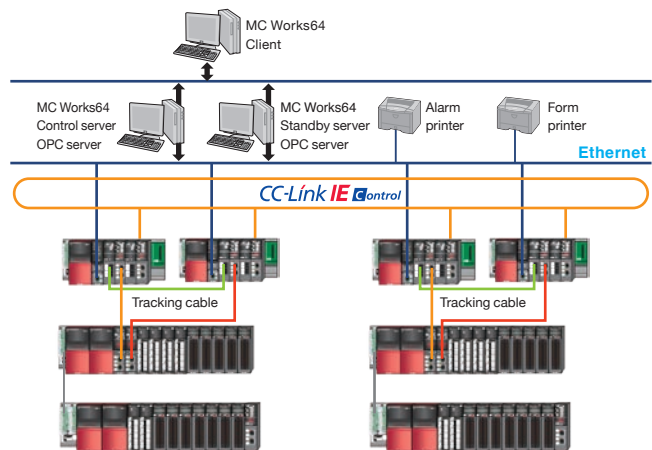 MC Works64
Client
MC Works64
Control server
OPC server
MC Works64
Standby server
OPC server
Alarm
printer
Form
printer
Ethernet
CC-Link IE Control
Tracking cable
Tracking cable